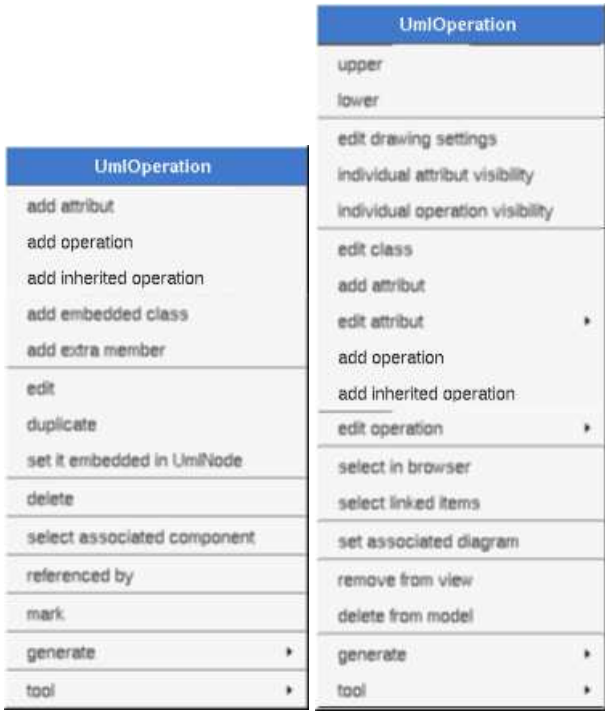 UmlOperation
add attribut
add operation
add inherited operation
add embedded class
add extra member
edit
duplicate
set it embedded in UmlNode
delete
select associated component
referenced by
mark
generate
tool
UmlOperation
upper
lower
edit drawing settings
individual attribut visibility
individual operation visibility
edit class
add attribut
edit attribut
add operation
add inherited operation
edit operation
select in browser
select linked items
set associated diagram
remove from view
delete from model
generate
tool